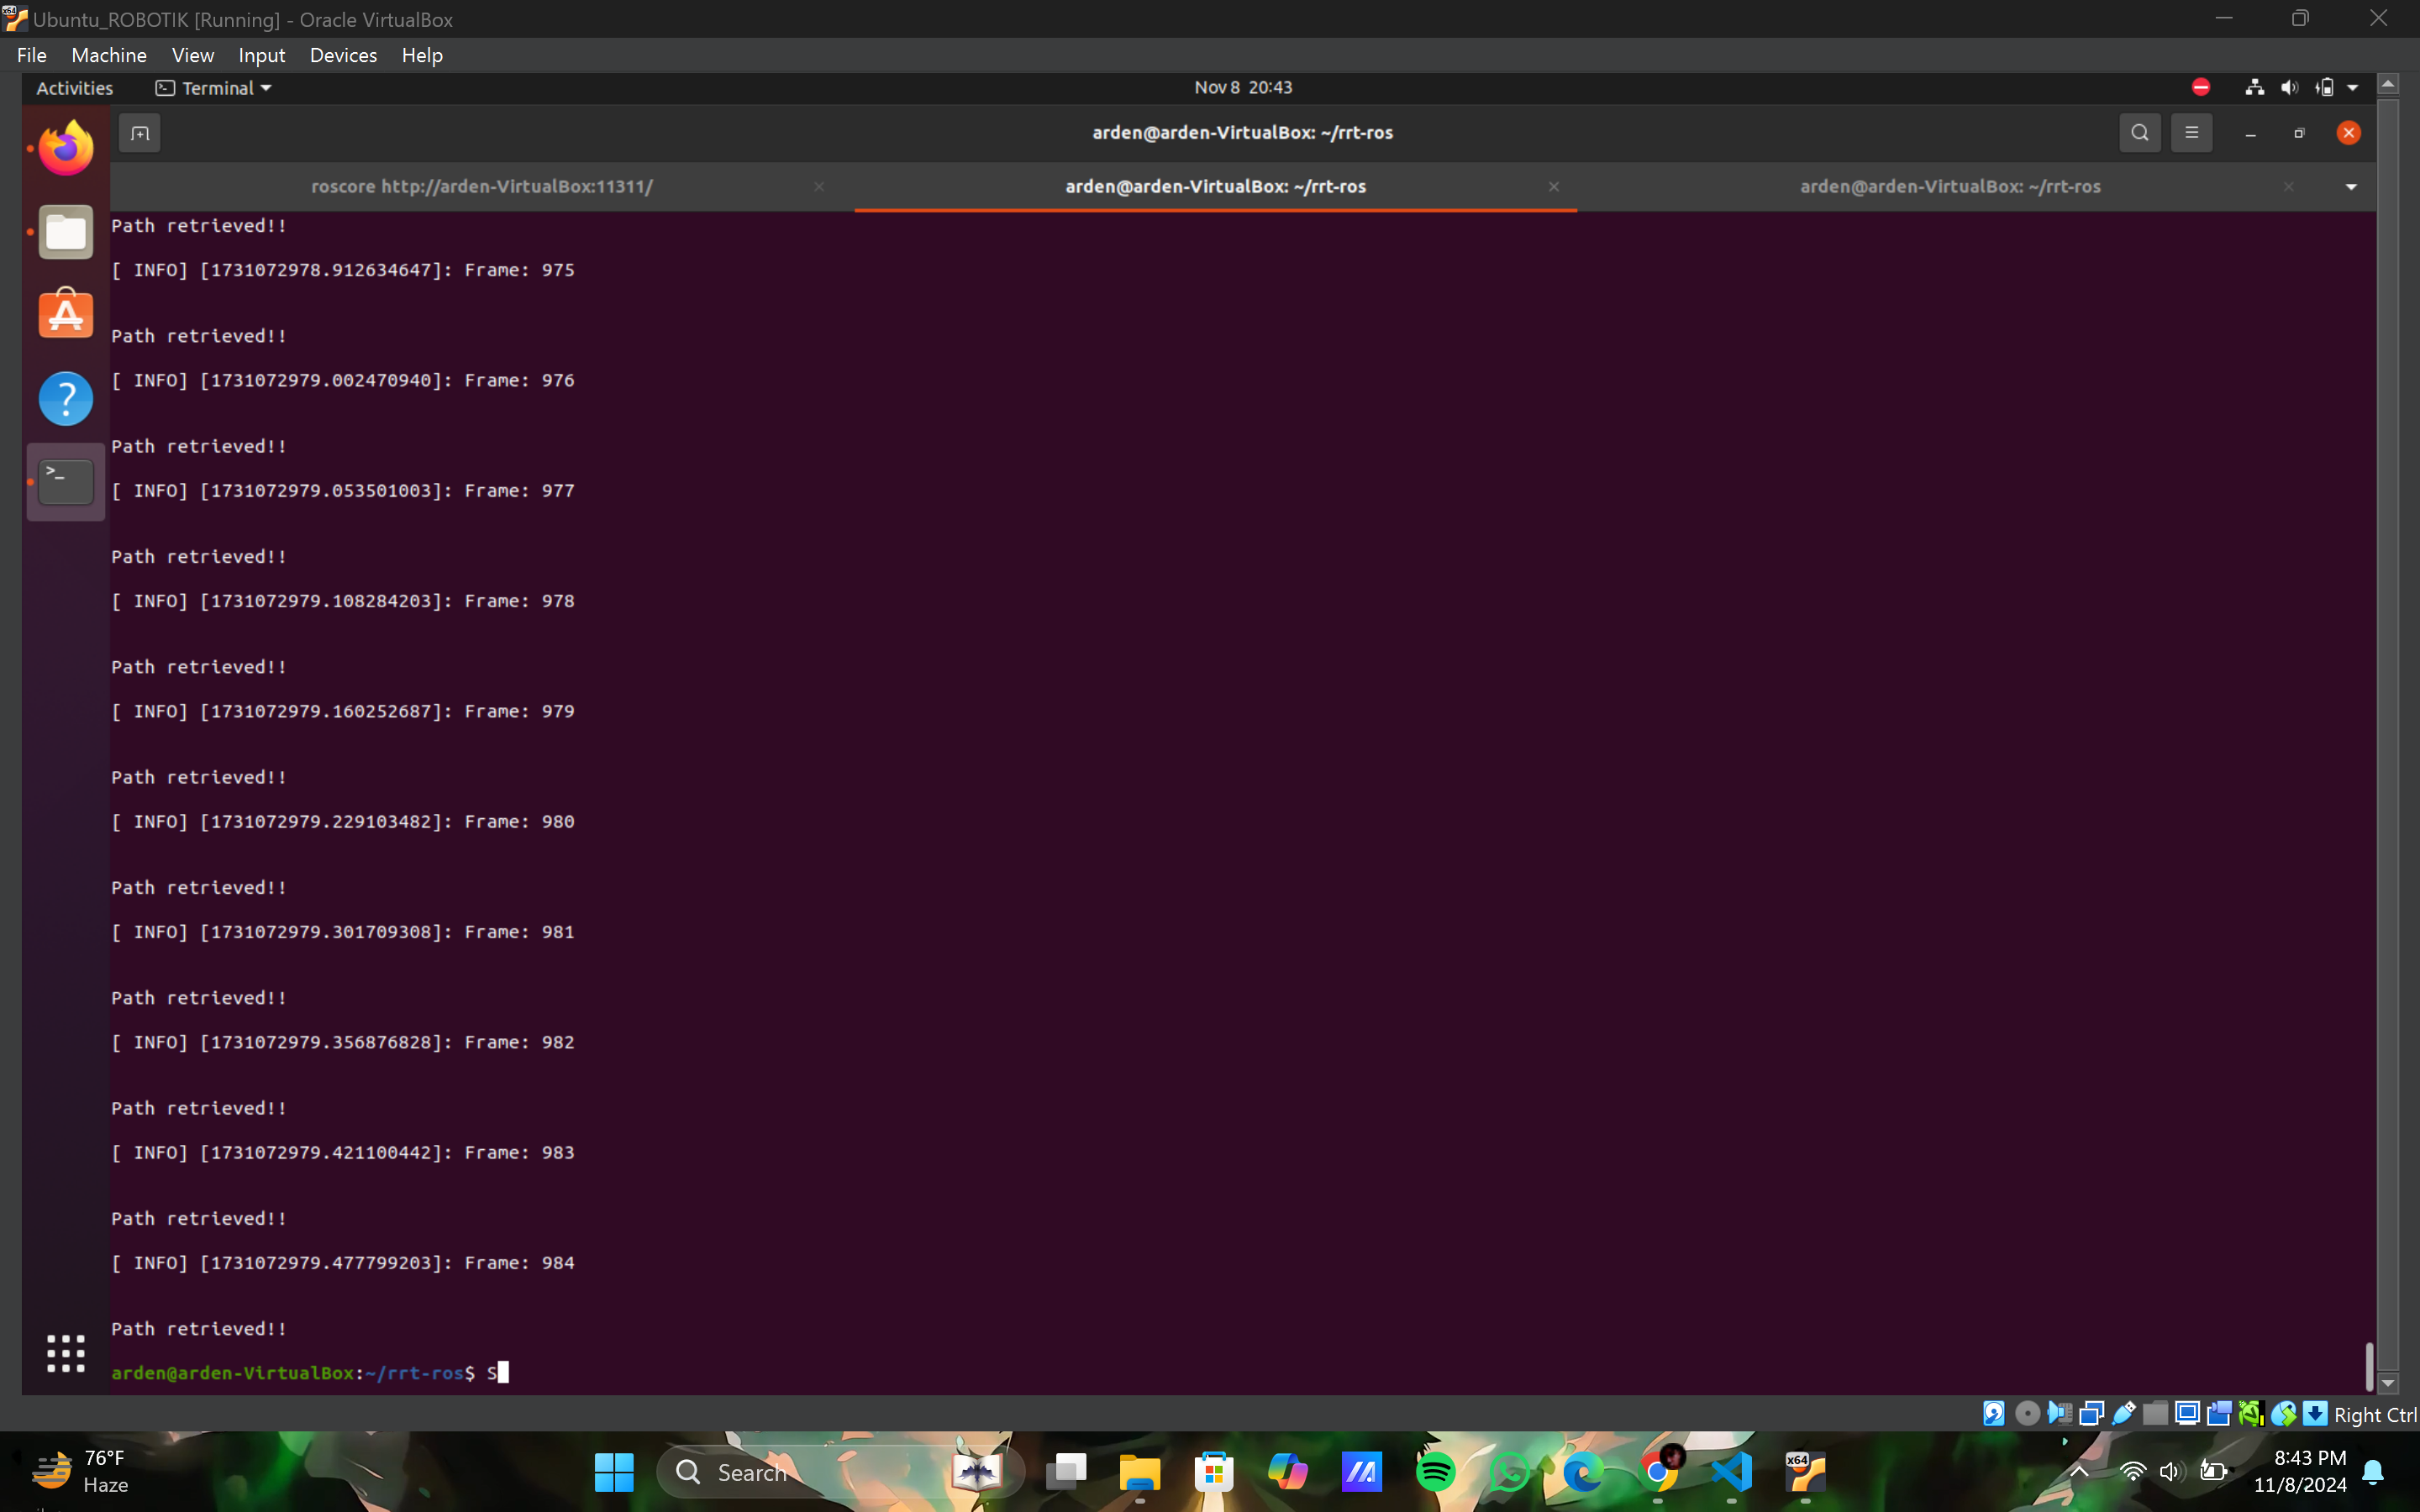 Ubuntu_ROBOTIK [Running] - Oracle VirtualBox
File Machine View Input Devices Help
Activities Terminal Nov 8 20:43
arden@arden-VirtualBox: ~/rrt-ros
roscore http://arden-VirtualBox:11311/ arden@arden-VirtualBox: ~/rrt-ros arden@arden-VirtualBox: ~/rrt-ros
Path retrieved!!
[ INFO] [1731072978.912634647]: Frame: 975
Path retrieved!!
[ INFO] [1731072979.002470940]: Frame: 976
Path retrieved!!
[ INFO] [1731072979.053501003]: Frame: 977
Path retrieved!!
[ INFO] [1731072979.108284203]: Frame: 978
Path retrieved!!
[ INFO] [1731072979.160252687]: Frame: 979
Path retrieved!!
[ INFO] [1731072979.229103482]: Frame: 980
Path retrieved!!
[ INFO] [1731072979.301709308]: Frame: 981
Path retrieved!!
[ INFO] [1731072979.356876828]: Frame: 982
Path retrieved!!
[ INFO] [1731072979.421100442]: Frame: 983
Path retrieved!!
[ INFO] [1731072979.477799203]: Frame: 984
Path retrieved!!
arden@arden-VirtualBox:~/rrt-ros$ S
Right Ctrl
76°F
Haze
Search
x64
8:43 PM
11/8/2024